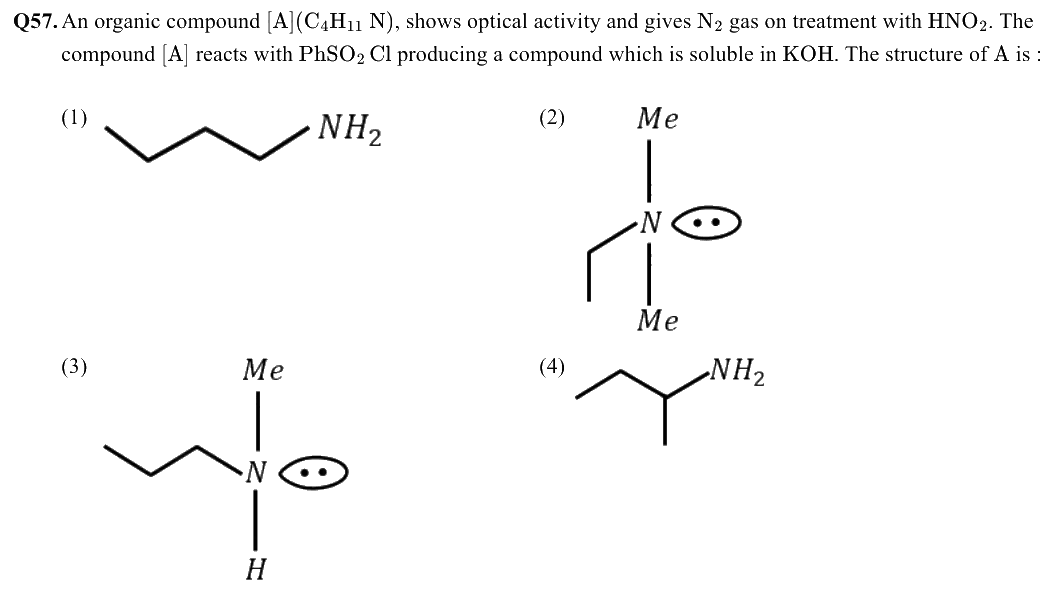 Q57. An organic compound [A](C₄H₁₁ N), shows optical activity and gives N₂ gas on treatment with HNO₂. The
compound [A] reacts with PhSO₂ Cl producing a compound which is soluble in KOH. The structure of A is :
(1) NH₂
(2) Me
N
Me
(3) Me
N
H
(4) NH₂